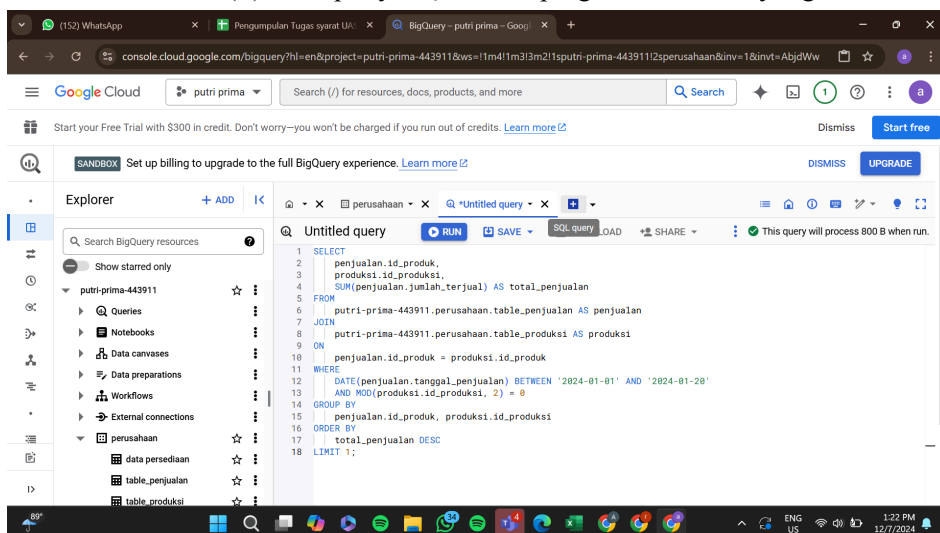 (152) WhatsApp
Pengumpulan Tugas syarat UAS
BigQuery – putri prima – Googl
console.cloud.google.com/bigquery?hl=en&project=putri-prima-443911&ws=!1m4!1m3!3m2!1sputri-prima-443911!2sperusahaan&inv=1&invt=AbjdWw
a
Google Cloud
putri prima
Search (/) for resources, docs, products, and more
Search
1
a
Start your Free Trial with $300 in credit. Don't worry—you won't be charged if you run out of credits. Learn more
Dismiss
Start free
SANDBOX Set up billing to upgrade to the full BigQuery experience. Learn more
DISMISS
UPGRADE
Explorer
+ ADD
perusahaan
*Untitled query
Search BigQuery resources
Untitled query
RUN
SAVE
SQL query
LOAD
SHARE
This query will process 800 B when run.
Show starred only
putri-prima-443911
Queries
Notebooks
Data canvases
Data preparations
Workflows
External connections
perusahaan
data persediaan
table_penjualan
table_produksi
1 SELECT
2 penjualan.id_produk,
3 produksi.id_produksi,
4 SUM(penjualan.jumlah_terjual) AS total_penjualan
5 FROM
6 putri-prima-443911.perusahaan.table_penjualan AS penjualan
7 JOIN
8 putri-prima-443911.perusahaan.table_produksi AS produksi
9 ON
10 penjualan.id_produk = produksi.id_produk
11 WHERE
12 DATE(penjualan.tanggal_penjualan) BETWEEN '2024-01-01' AND '2024-01-20'
13 AND MOD(produksi.id_produksi, 2) = 0
14 GROUP BY
15 penjualan.id_produk, produksi.id_produksi
16 ORDER BY
17 total_penjualan DESC
18 LIMIT 1;
89°
34
4
ENG
US
1:22 PM
12/7/2024